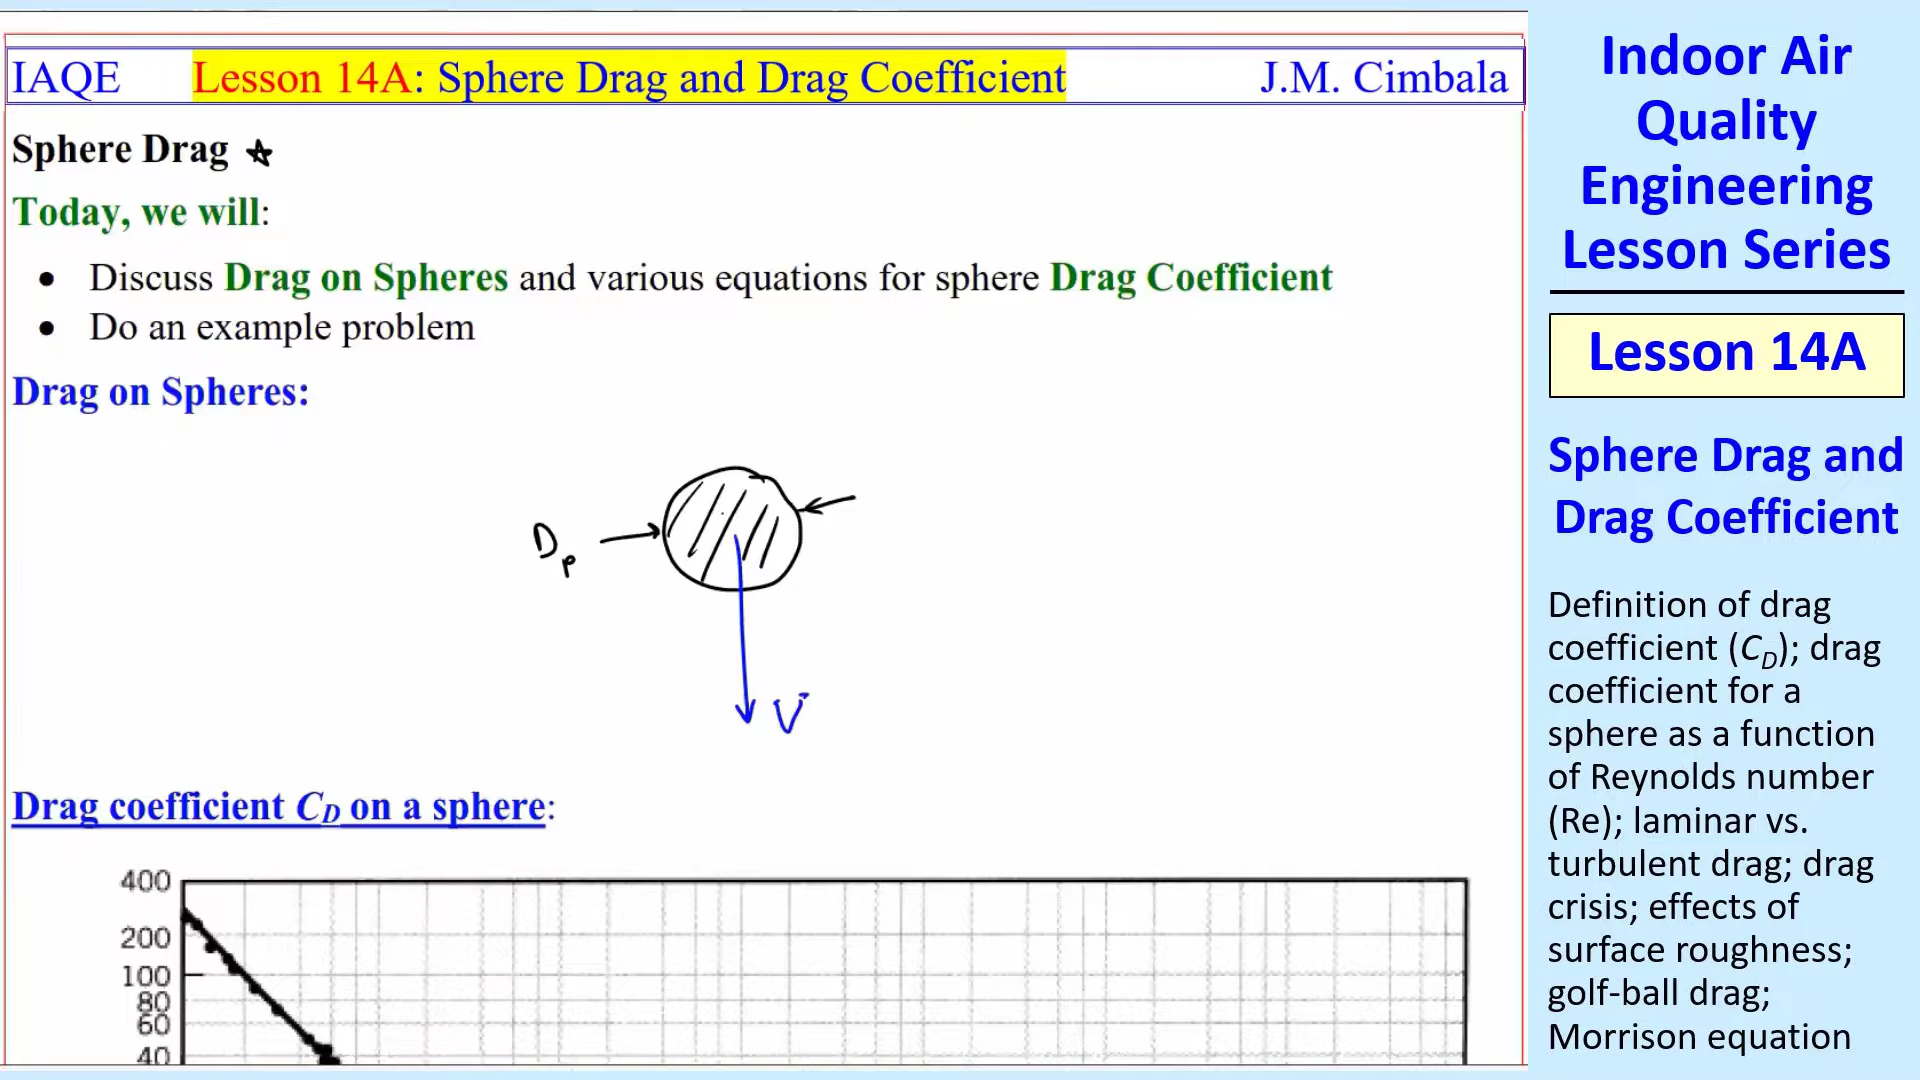 IAQE Lesson 14A: Sphere Drag and Drag Coefficient J.M. Cimbala
Sphere Drag
Today, we will:
• Discuss Drag on Spheres and various equations for sphere Drag Coefficient
• Do an example problem
Drag on Spheres:
Dp
V
Drag coefficient CD on a sphere:
400
200
100
80
60
40
Indoor Air
Quality
Engineering
Lesson Series
Lesson 14A
Sphere Drag and
Drag Coefficient
Definition of drag
coefficient (CD); drag
coefficient for a
sphere as a function
of Reynolds number
(Re); laminar vs.
turbulent drag; drag
crisis; effects of
surface roughness;
golf-ball drag;
Morrison equation